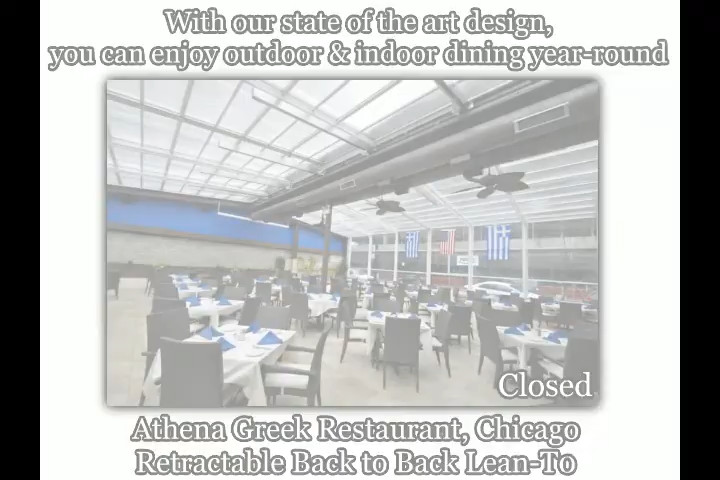 With our state of the art design,
you can enjoy outdoor & indoor dining year-round
Closed
Athena Greek Restaurant, Chicago
Retractable Back to Back Lean-To